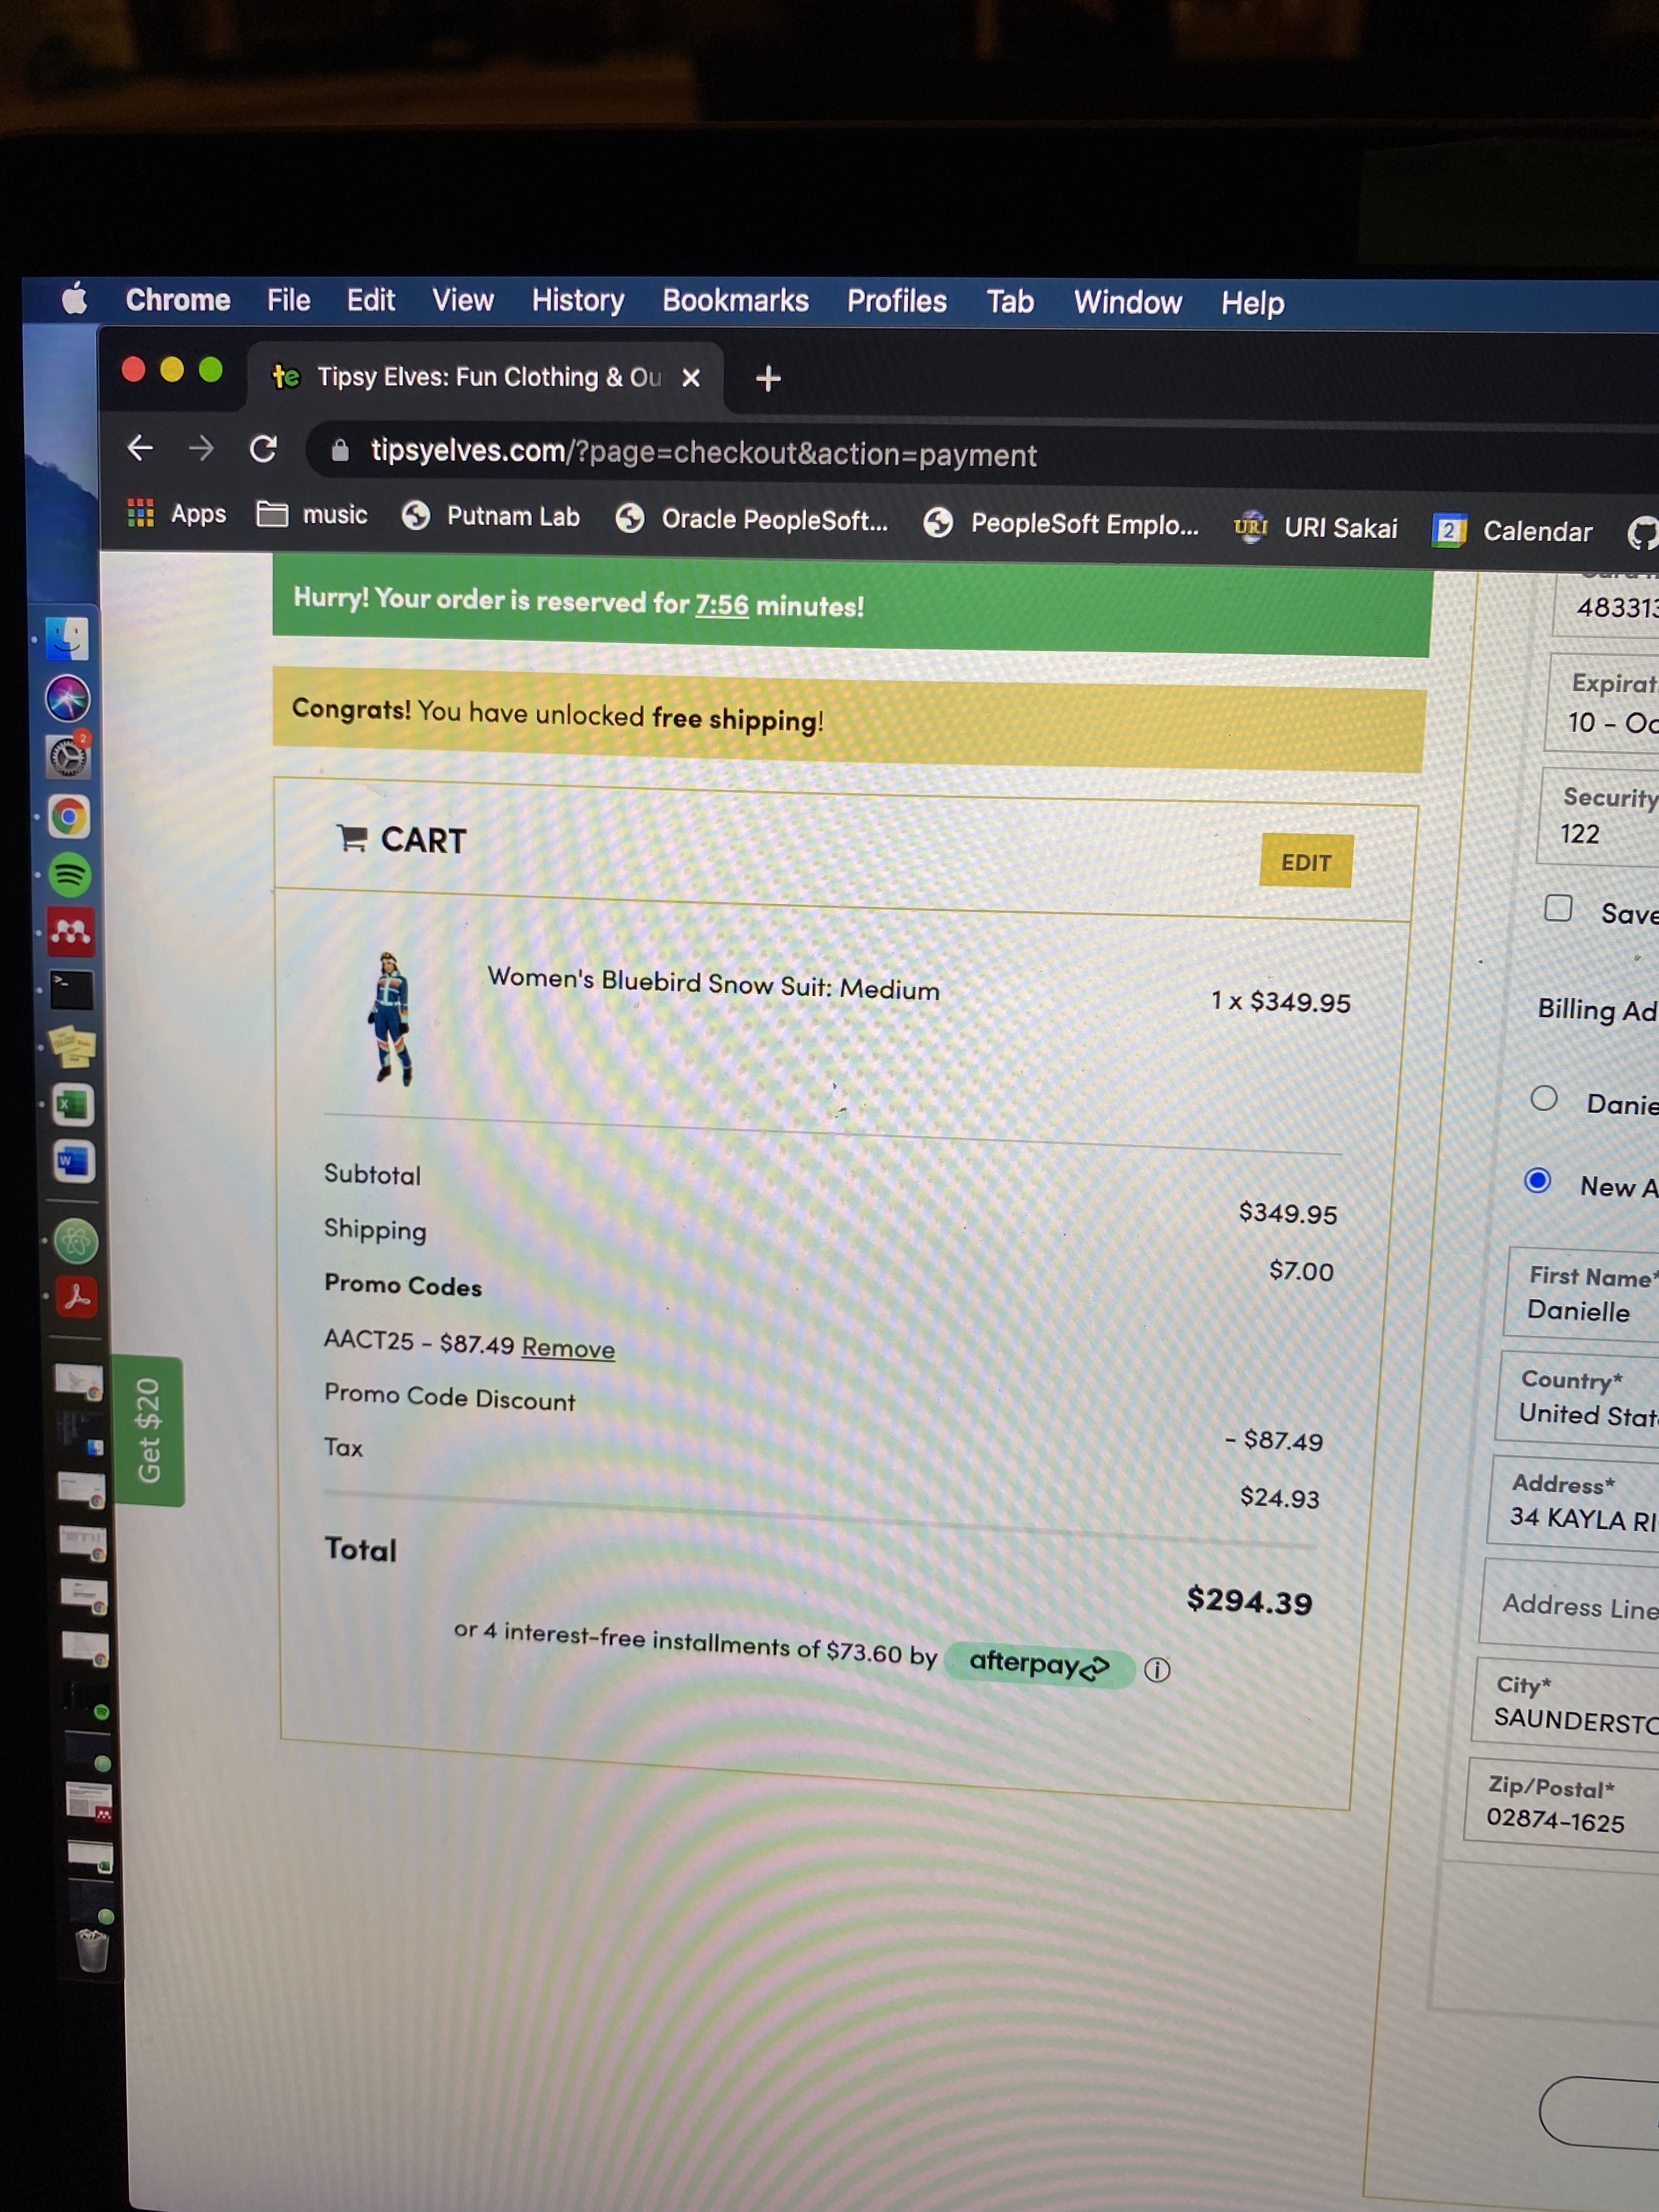 Chrome File Edit View History Bookmarks Profiles Tab Window Help
te Tipsy Elves: Fun Clothing & Ou
tipsyelves.com/?page=checkout&action=payment
Apps music Putnam Lab Oracle PeopleSoft... PeopleSoft Emplo... URI URI Sakai 2 Calendar
Hurry! Your order is reserved for 7:56 minutes!
Congrats! You have unlocked free shipping!
CART
EDIT
Women's Bluebird Snow Suit: Medium
1 x $349.95
Subtotal
$349.95
Shipping
$7.00
Promo Codes
AACT25 - $87.49 Remove
Promo Code Discount
- $87.49
Tax
$24.93
Total
$294.39
or 4 interest-free installments of $73.60 by afterpay
Get $20
2
483313
Expirat
10 - Oc
Security
122
Save
Billing Ad
Danie
New A
First Name*
Danielle
Country*
United Stat
Address*
34 KAYLA RI
Address Line
City*
SAUNDERSTO
Zip/Postal*
02874-1625